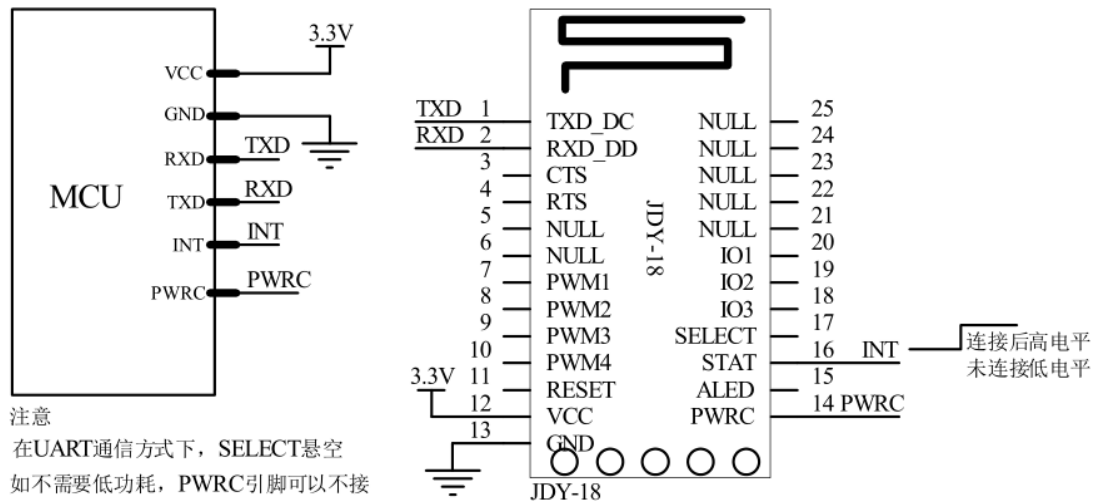 3.3V
VCC
GND
RXD TXD
MCU
TXD RXD
INT INT
PWRC PWRC
注意
在UART通信方式下，SELECT悬空
如不需要低功耗，PWRC引脚可以不接
TXD 1 TXD_DC NULL 25
RXD 2 RXD_DD NULL 24
3 CTS NULL 23
4 RTS NULL 22
5 NULL NULL 21
6 NULL IO1 20
7 PWM1 IO2 19
8 PWM2 IO3 18
9 PWM3 SELECT 17
10 PWM4 STAT 16 INT
11 RESET ALED 15
3.3V
12 VCC PWRC 14 PWRC
13 GND
JDY-18
连接后高电平
未连接低电平
JDY-18